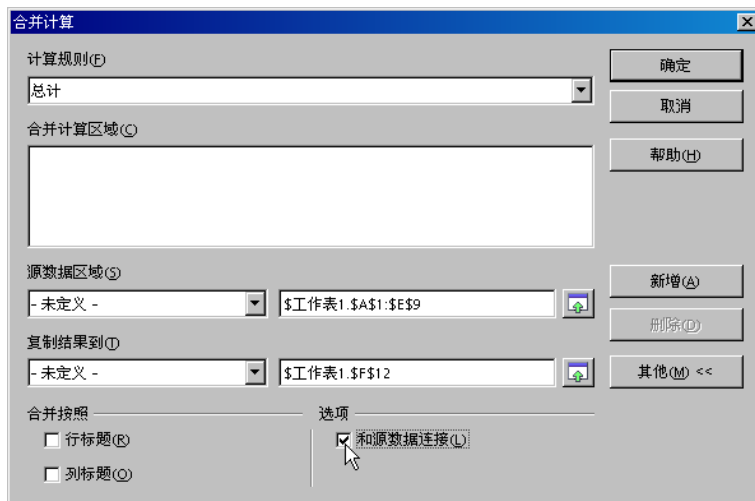 合并计算
计算规则(F)
总计
确定
取消
合并计算区域(C)
帮助(H)
源数据区域(S)
- 未定义 -
$工作表1.$A$1:$E$9
新增(A)
删除(D)
复制结果到(T)
- 未定义 -
$工作表1.$F$12
其他(M) <<
合并按照
选项
行标题(R)
和源数据连接(L)
列标题(O)